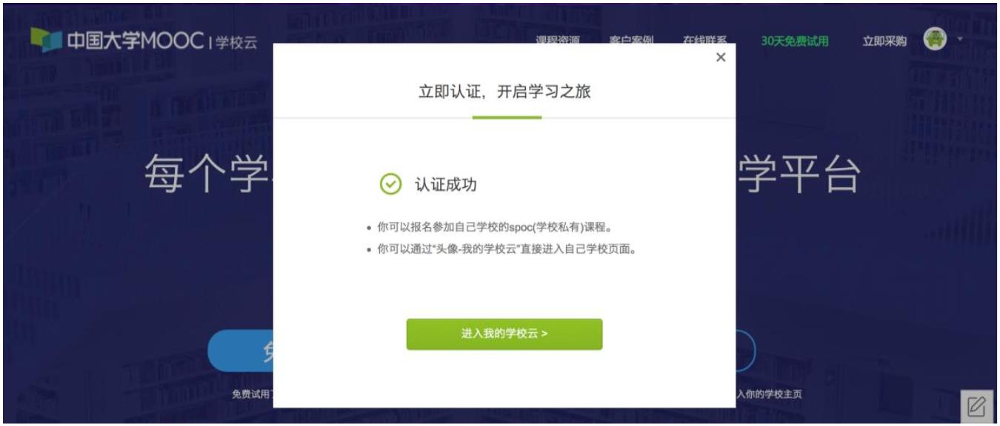 中国大学MOOC | 学校云
课程资源 客户案例 在线联系 30天免费试用 立即采购
×
立即认证，开启学习之旅
每个学 学平台
认证成功
• 你可以报名参加自己学校的spoc(学校私有)课程。
• 你可以通过“头像-我的学校云”直接进入自己学校页面。
进入我的学校云 >
免费试用 入你的学校主页